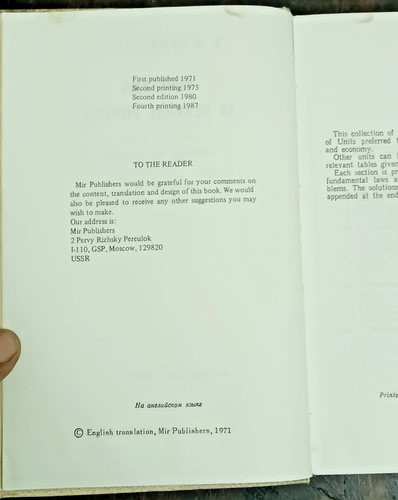 First published 1971
Second printing 1975
Second edition 1980
Fourth printing 1987
TO THE READER
Mir Publishers would be grateful for your comments on
the content, translation and design of this book. We would
also be pleased to receive any other suggestions you may
wish to make.
Our address is:
Mir Publishers
2 Pervy Rizhsky Pereulok
I-110, GSP, Moscow, 129820
USSR
На английском языке
© English translation, Mir Publishers, 1971
This collection of
of Units preferred
and economy.
Other units can
relevant tables
Each section is
fundamental laws
blems. The solutions
appended at the end